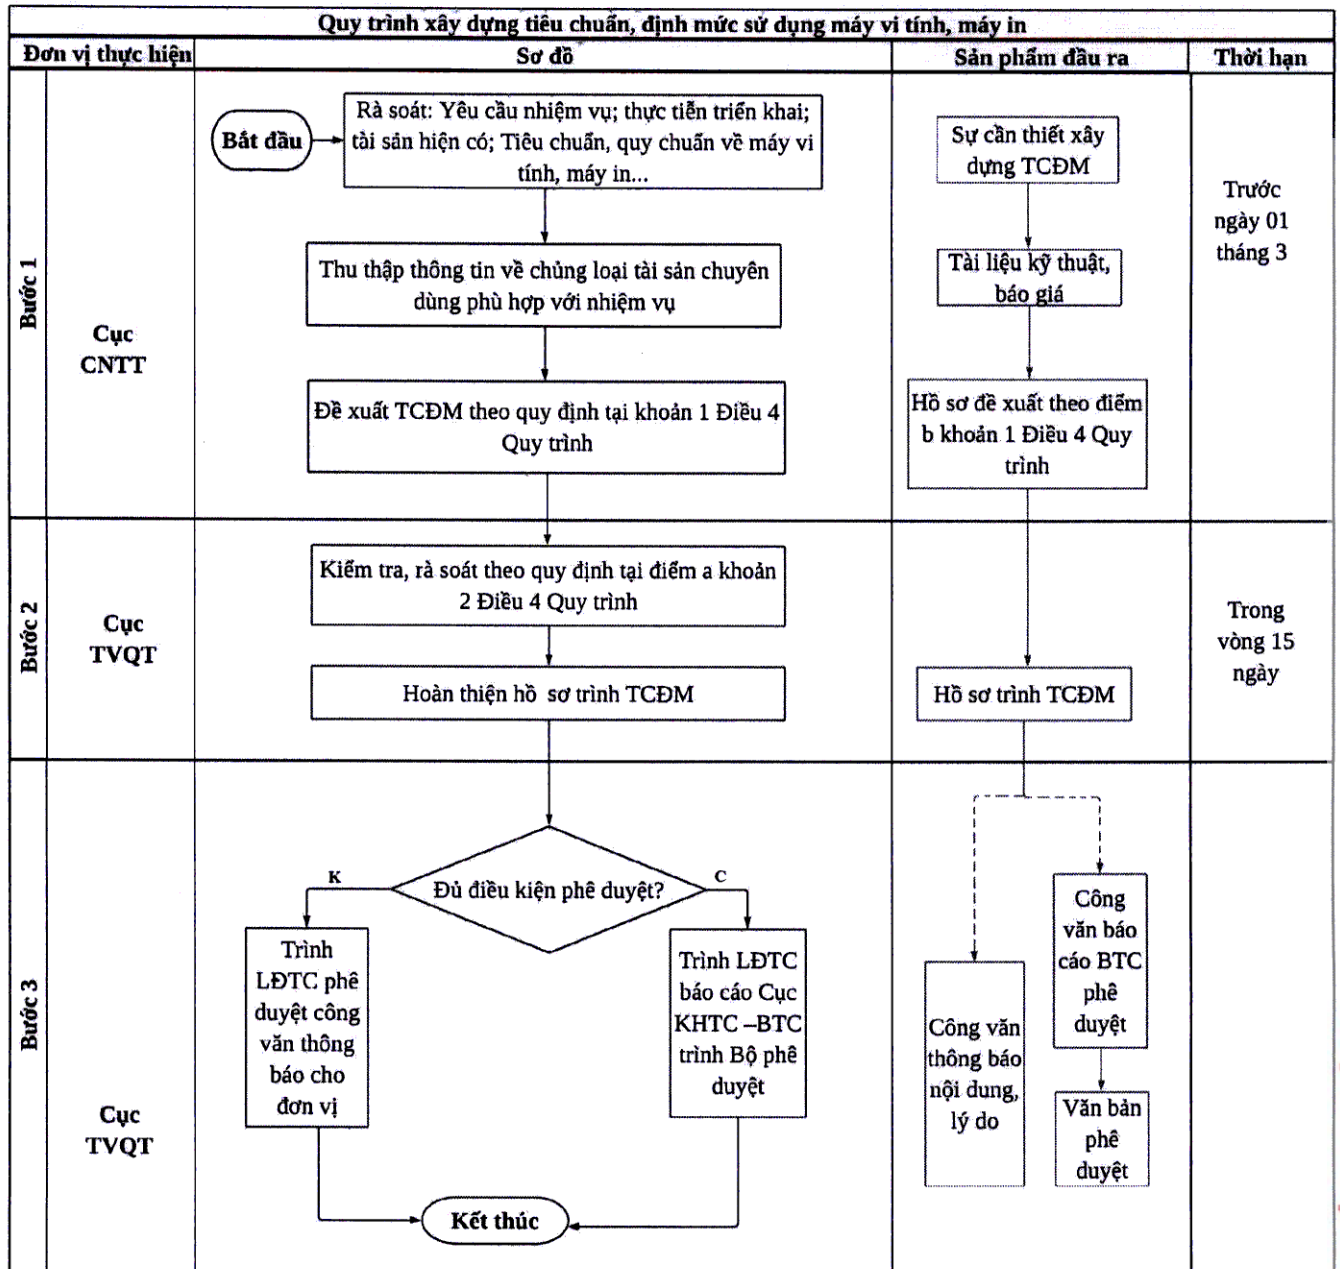 Quy trình xây dựng tiêu chuẩn, định mức sử dụng máy vi tính, máy in
Đơn vị thực hiện
Sơ đồ
Sản phẩm đầu ra
Thời hạn
Bước 1
Cục
CNTT
Bắt đầu
Rà soát: Yêu cầu nhiệm vụ; thực tiễn triển khai;
tài sản hiện có; Tiêu chuẩn, quy chuẩn về máy vi
tính, máy in...
Thu thập thông tin về chủng loại tài sản chuyên
dùng phù hợp với nhiệm vụ
Đề xuất TCĐM theo quy định tại khoản 1 Điều 4
Quy trình
Sự cần thiết xây
dựng TCĐM
Tài liệu kỹ thuật,
báo giá
Hồ sơ đề xuất theo điểm
b khoản 1 Điều 4 Quy
trình
Trước
ngày 01
tháng 3
Bước 2
Cục
TVQT
Kiểm tra, rà soát theo quy định tại điểm a khoản
2 Điều 4 Quy trình
Hoàn thiện hồ sơ trình TCĐM
Hồ sơ trình TCĐM
Trong
vòng 15
ngày
Bước 3
Cục
TVQT
Đủ điều kiện phê duyệt?
K
C
Trình
LĐTC phê
duyệt công
văn thông
báo cho
đơn vị
Trình LĐTC
báo cáo Cục
KHTC –BTC
trình Bộ phê
duyệt
Kết thúc
Công văn
thông báo
nội dung,
lý do
Công
văn báo
cáo BTC
phê
duyệt
Văn bản
phê
duyệt